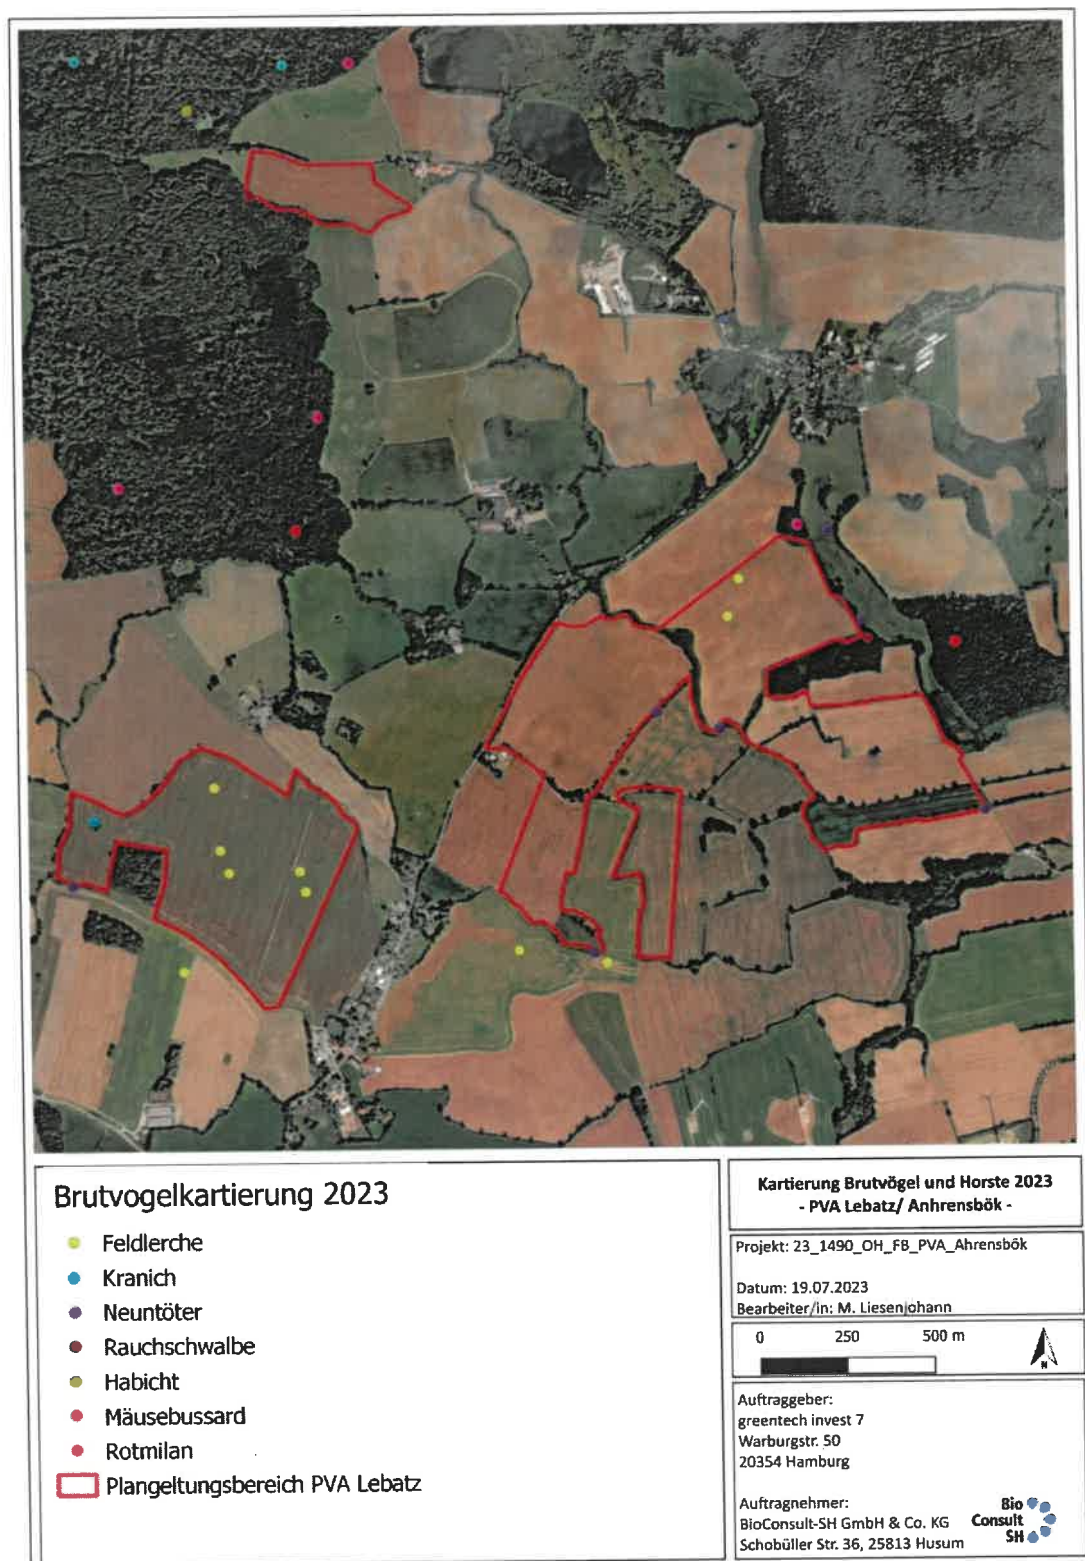 Brutvogelkartierung 2023
Feldlerche
Kranich
Neuntöter
Rauchschwalbe
Habicht
Mäusebussard
Rotmilan
Plangeltungsbereich PVA Lebatz
Kartierung Brutvögel und Horste 2023
- PVA Lebatz/ Anhrensbök -
Projekt: 23_1490_OH_FB_PVA_Ahrensbök
Datum: 19.07.2023
Bearbeiter/in: M. Liesenjohann
0 250 500 m
N
Auftraggeber:
greentech invest 7
Warburgstr. 50
20354 Hamburg
Auftragnehmer:
BioConsult-SH GmbH & Co. KG
Schobüller Str. 36, 25813 Husum
Bio
Consult
SH